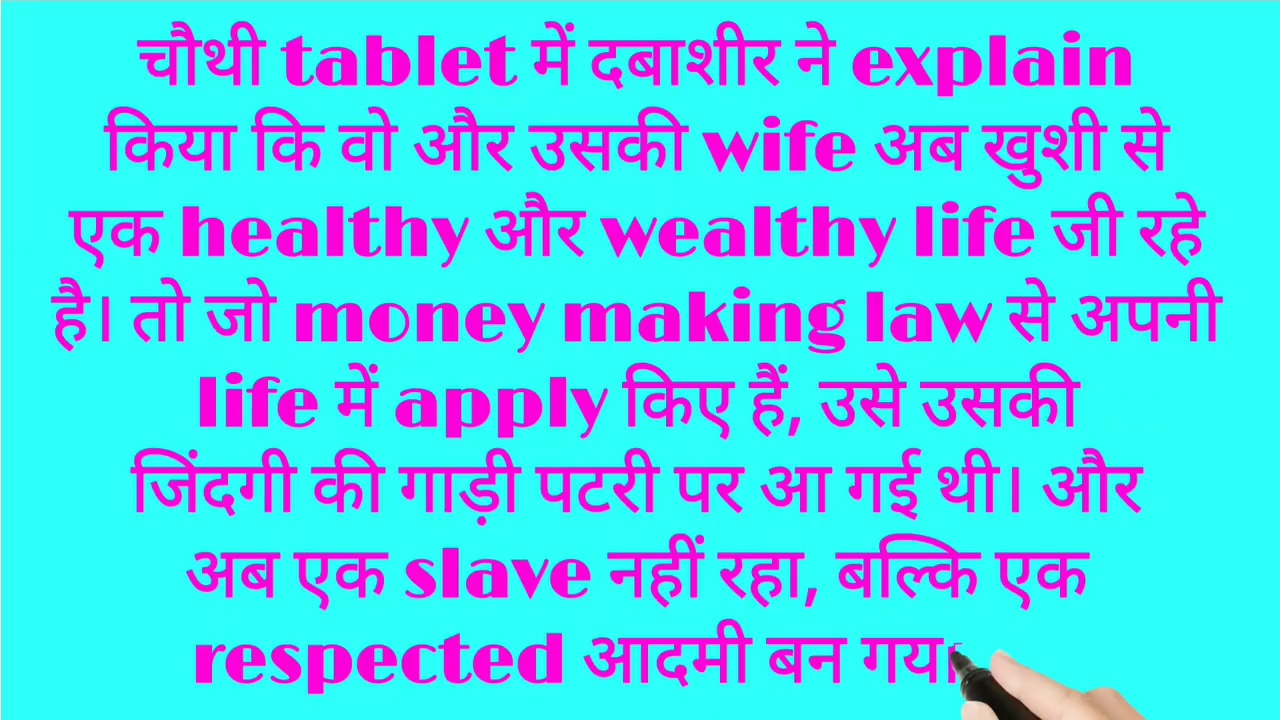 चौथी tablet में दबाशीर ने explain
किया कि वो और उसकी wife अब खुशी से
एक healthy और wealthy life जी रहे
है। तो जो money making law से अपनी
life में apply किए हैं, उसे उसकी
जिंदगी की गाड़ी पटरी पर आ गई थी। और
अब एक slave नहीं रहा, बल्कि एक
respected आदमी बन गया